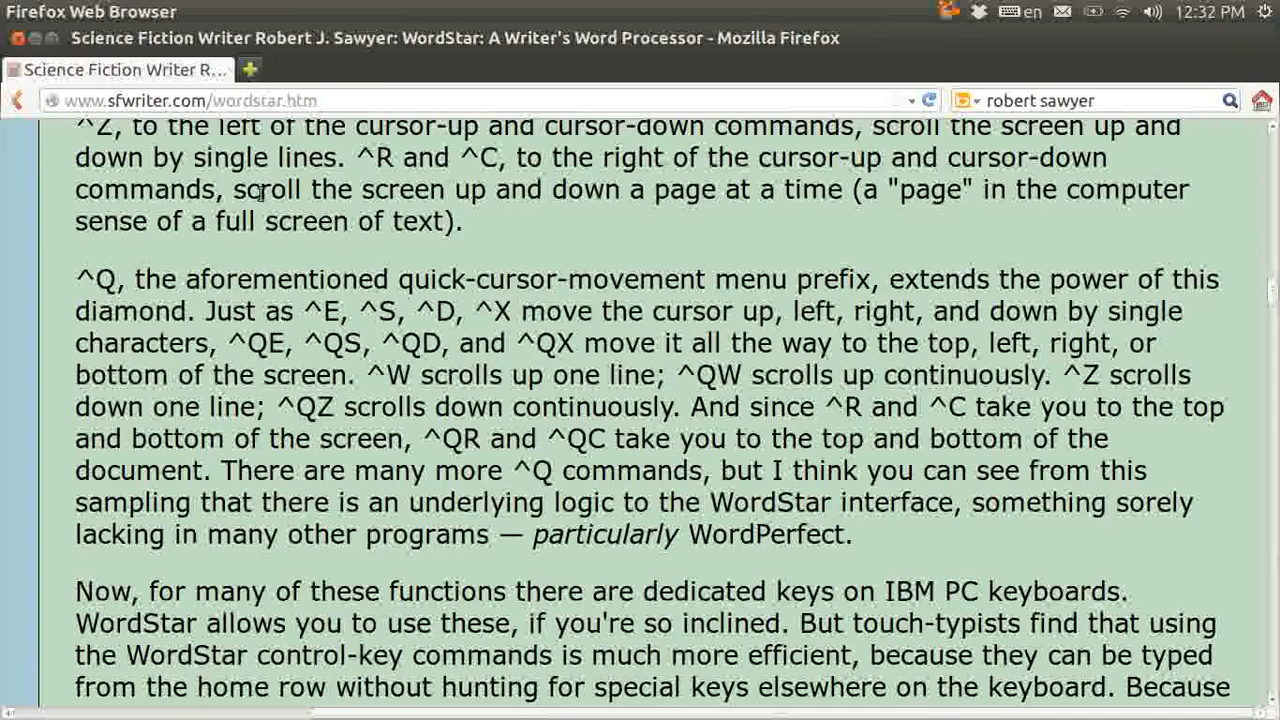 Firefox Web Browser
en
12:32 PM
Science Fiction Writer Robert J. Sawyer: WordStar: A Writer's Word Processor - Mozilla Firefox
Science Fiction Writer R...
www.sfwriter.com/wordstar.htm
robert sawyer
^Z, to the left of the cursor-up and cursor-down commands, scroll the screen up and
down by single lines. ^R and ^C, to the right of the cursor-up and cursor-down
commands, scroll the screen up and down a page at a time (a "page" in the computer
sense of a full screen of text).
^Q, the aforementioned quick-cursor-movement menu prefix, extends the power of this
diamond. Just as ^E, ^S, ^D, ^X move the cursor up, left, right, and down by single
characters, ^QE, ^QS, ^QD, and ^QX move it all the way to the top, left, right, or
bottom of the screen. ^W scrolls up one line; ^QW scrolls up continuously. ^Z scrolls
down one line; ^QZ scrolls down continuously. And since ^R and ^C take you to the top
and bottom of the screen, ^QR and ^QC take you to the top and bottom of the
document. There are many more ^Q commands, but I think you can see from this
sampling that there is an underlying logic to the WordStar interface, something sorely
lacking in many other programs — particularly WordPerfect.
Now, for many of these functions there are dedicated keys on IBM PC keyboards.
WordStar allows you to use these, if you're so inclined. But touch-typists find that using
the WordStar control-key commands is much more efficient, because they can be typed
from the home row without hunting for special keys elsewhere on the keyboard. Because